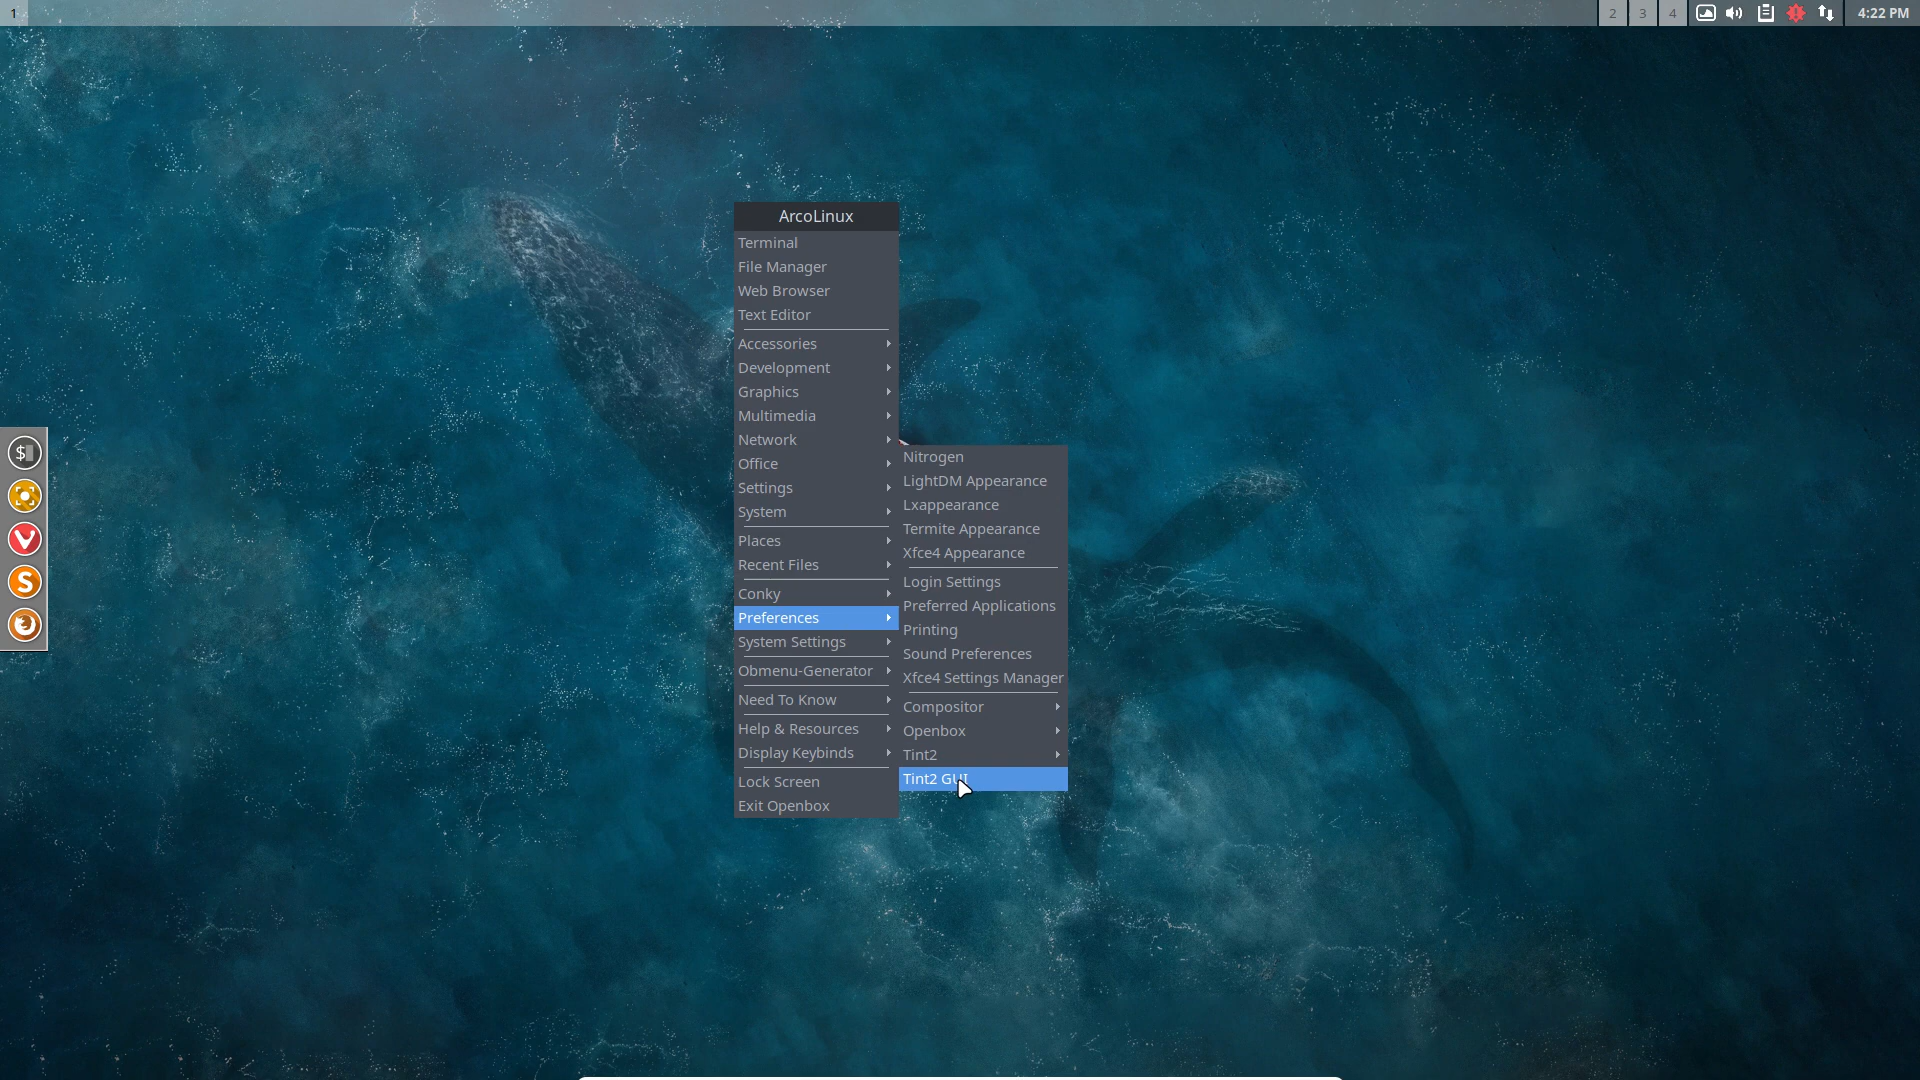 1
2 3 4 4:22 PM
ArcoLinux
Terminal
File Manager
Web Browser
Text Editor
Accessories
Development
Graphics
Multimedia
Network
Office
Settings
System
Places
Recent Files
Conky
Preferences
System Settings
Obmenu-Generator
Need To Know
Help & Resources
Display Keybinds
Lock Screen
Exit Openbox
Nitrogen
LightDM Appearance
Lxappearance
Termite Appearance
Xfce4 Appearance
Login Settings
Preferred Applications
Printing
Sound Preferences
Xfce4 Settings Manager
Compositor
Openbox
Tint2
Tint2 GUI
$
S